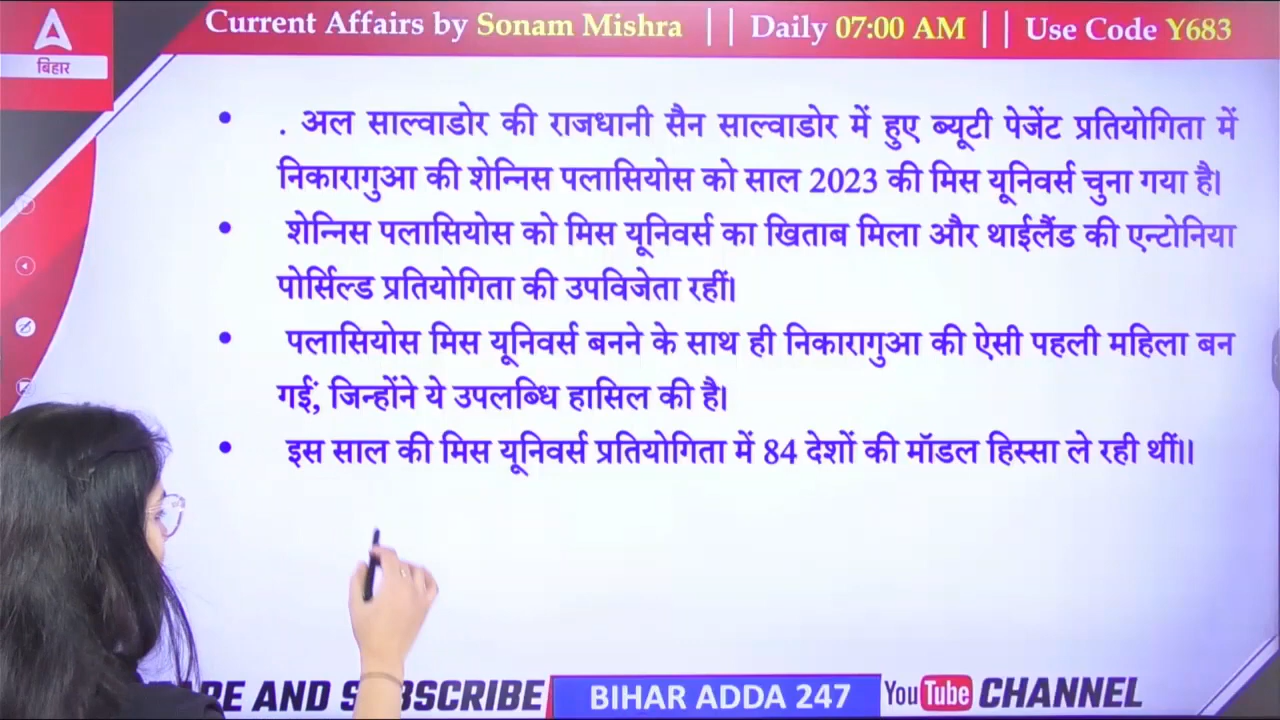 Current Affairs by Sonam Mishra || Daily 07:00 AM || Use Code Y683
बिहार
. अल साल्वाडोर की राजधानी सैन साल्वाडोर में हुए ब्यूटी पेजेंट प्रतियोगिता में
निकारागुआ की शेन्निस पलासियोस को साल 2023 की मिस यूनिवर्स चुना गया है।
शेन्निस पलासियोस को मिस यूनिवर्स का खिताब मिला और थाईलैंड की एन्टोनिया
पोर्सिल्ड प्रतियोगिता की उपविजेता रहीं।
पलासियोस मिस यूनिवर्स बनने के साथ ही निकारागुआ की ऐसी पहली महिला बन
गईं, जिन्होंने ये उपलब्धि हासिल की है।
इस साल की मिस यूनिवर्स प्रतियोगिता में 84 देशों की मॉडल हिस्सा ले रही थीं।।
AND SUBSCRIBE BIHAR ADDA 247 YouTube CHANNEL